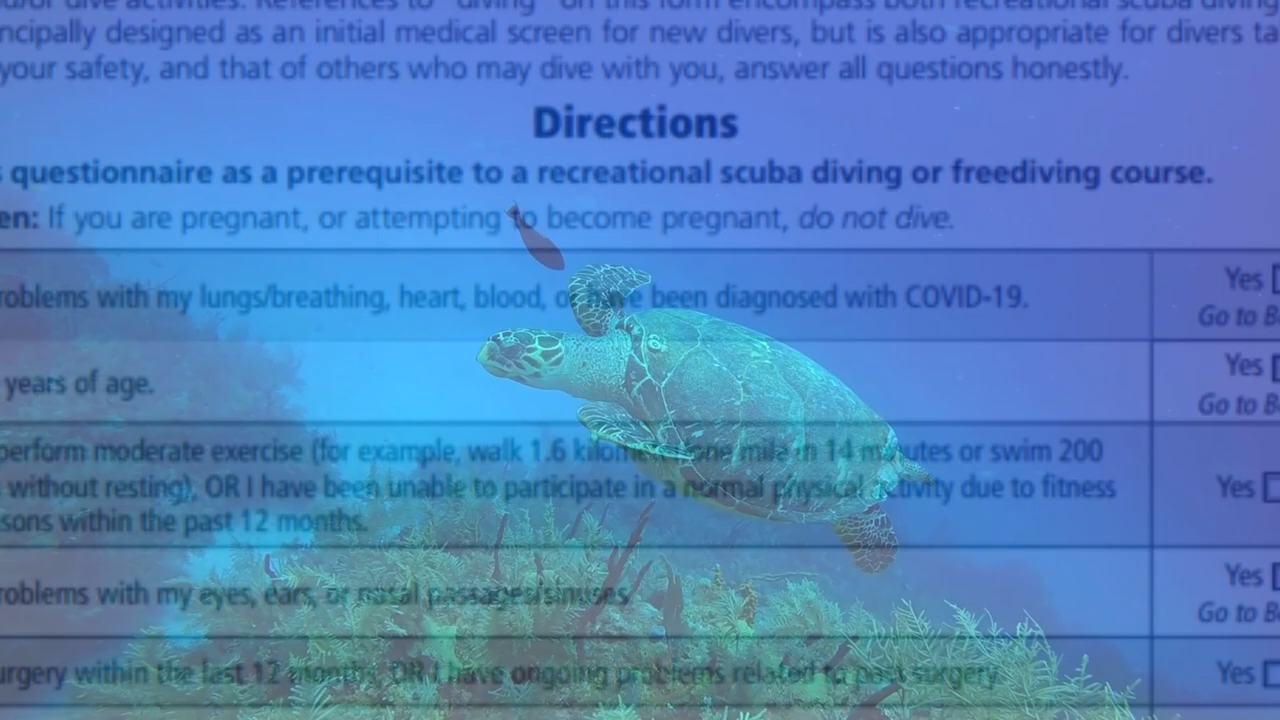 d/or dive activities. References to "diving" on this form encompass both recreational scuba diving
ncipally designed as an initial medical screen for new divers, but is also appropriate for divers ta
your safety, and that of others who may dive with you, answer all questions honestly.
Directions
s questionnaire as a prerequisite to a recreational scuba diving or freediving course.
en: If you are pregnant, or attempting to become pregnant, do not dive.
roblems with my lungs/breathing, heart, blood, or have been diagnosed with COVID-19.
Yes
Go to B
years of age.
Yes
Go to B
perform moderate exercise (for example, walk 1.6 kilometer/one mile in 14 minutes or swim 200
without resting), OR I have been unable to participate in a normal physical activity due to fitness
sons within the past 12 months.
Yes
roblems with my eyes, ears, or nasal passages/sinuses.
Yes
Go to B
urgery within the last 12 months, OR I have ongoing problems related to past surgery.
Yes